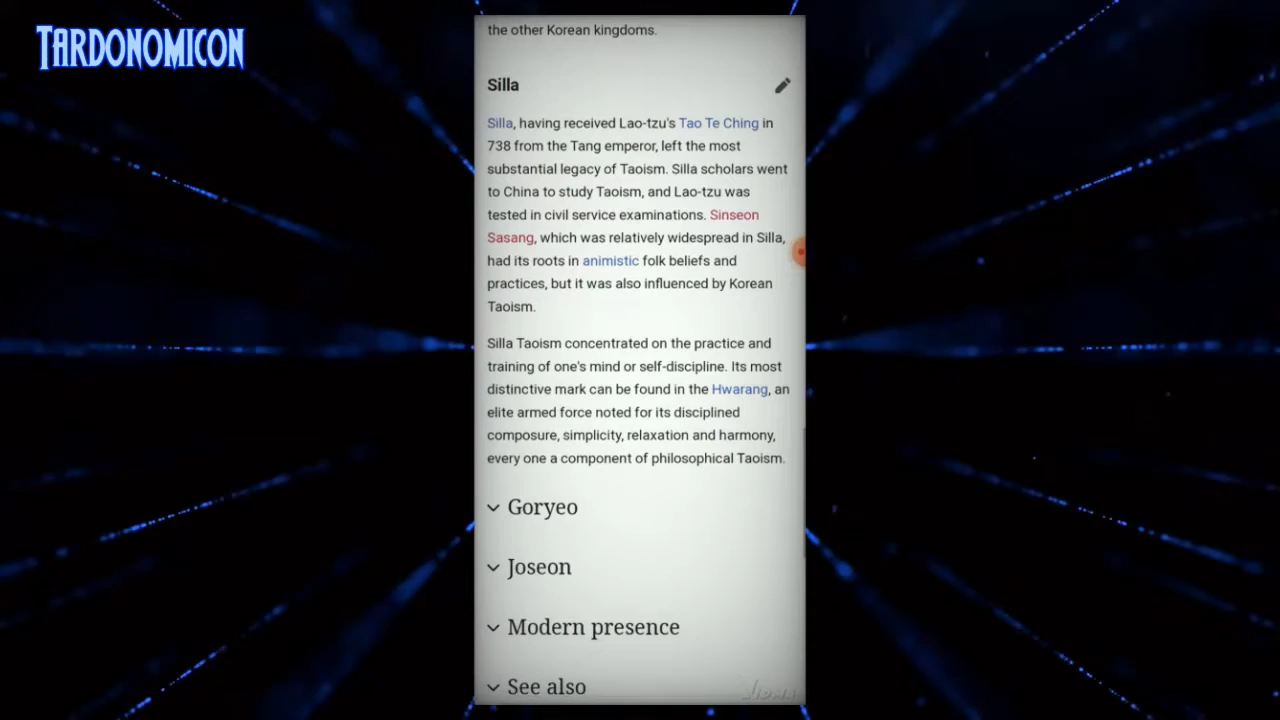 TARDONOMICON
the other Korean kingdoms.
Silla
Silla, having received Lao-tzu's Tao Te Ching in
738 from the Tang emperor, left the most
substantial legacy of Taoism. Silla scholars went
to China to study Taoism, and Lao-tzu was
tested in civil service examinations. Sinseon
Sasang, which was relatively widespread in Silla,
had its roots in animistic folk beliefs and
practices, but it was also influenced by Korean
Taoism.
Silla Taoism concentrated on the practice and
training of one's mind or self-discipline. Its most
distinctive mark can be found in the Hwarang, an
elite armed force noted for its disciplined
composure, simplicity, relaxation and harmony,
every one a component of philosophical Taoism.
Goryeo
Joseon
Modern presence
See also